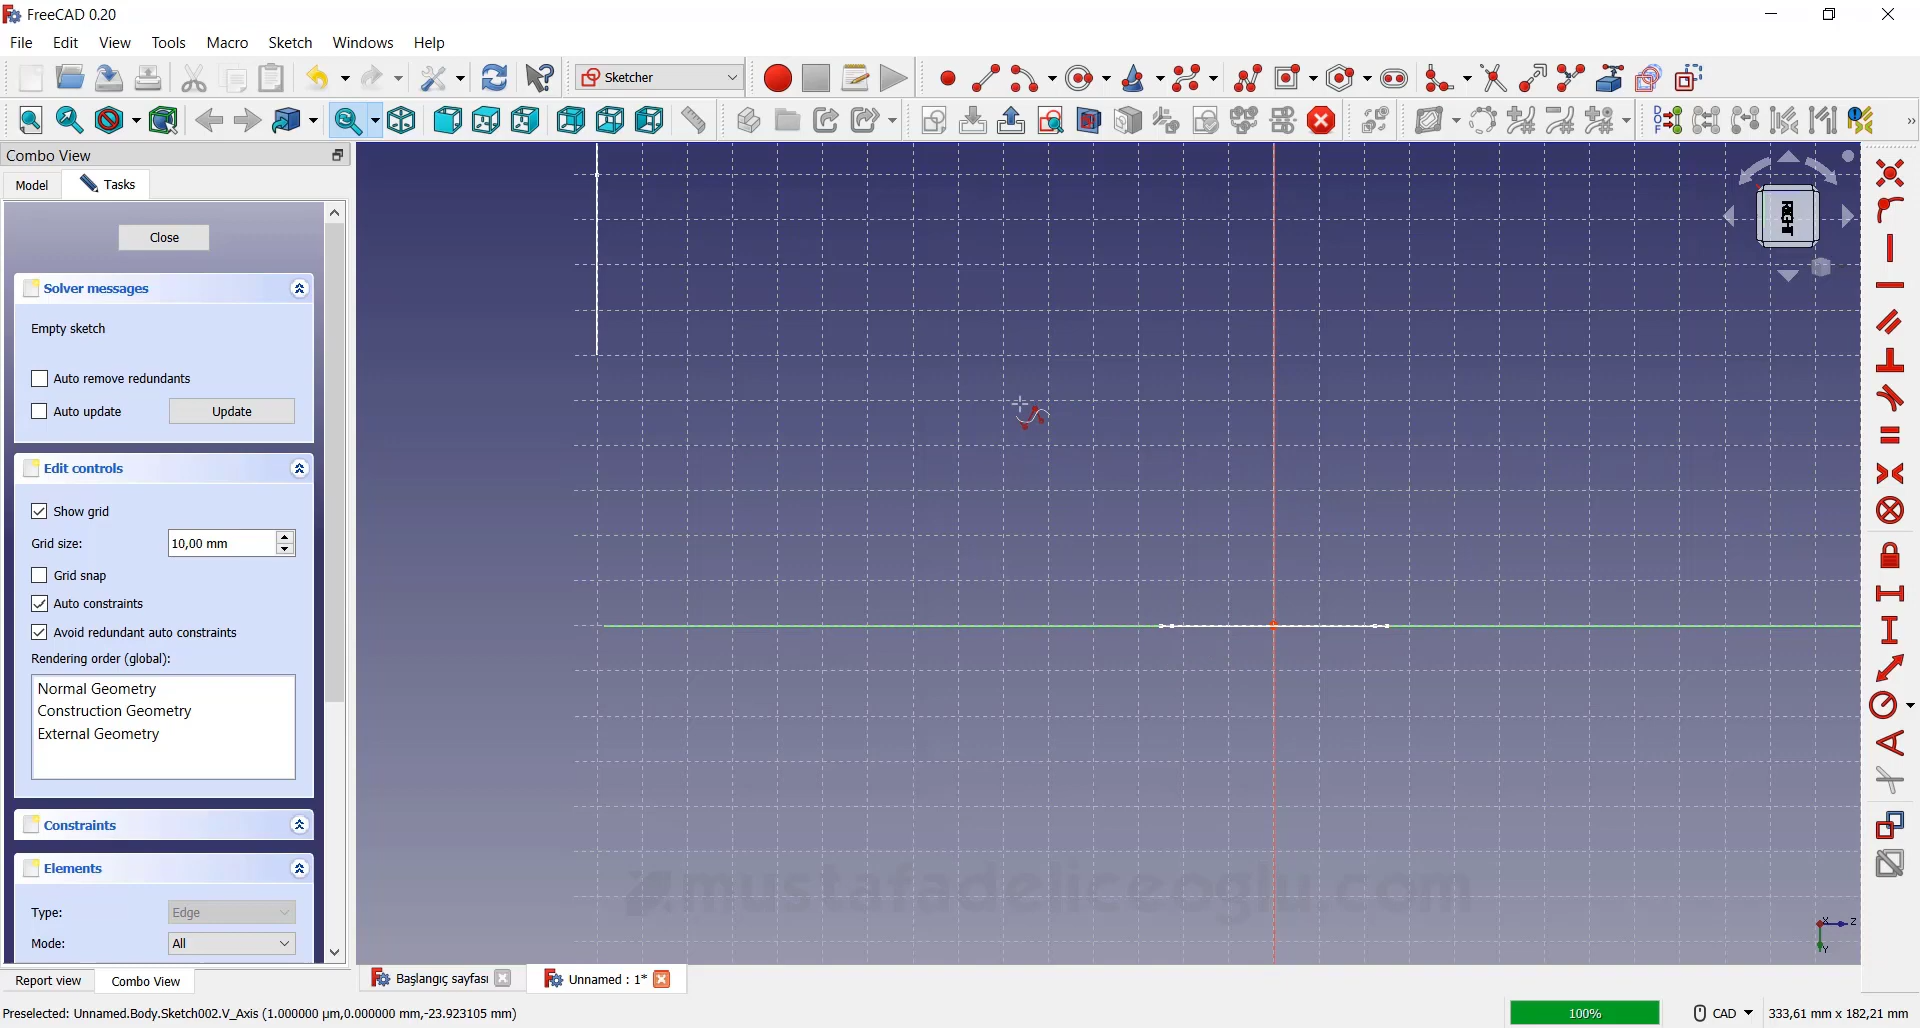 FreeCAD 0.20
File Edit View Tools Macro Sketch Windows Help
Sketcher
Combo View
Model Tasks
Close
Solver messages
Empty sketch
Auto remove redundants
Auto update Update
Edit controls
Show grid
Grid size: 10,00 mm
Grid snap
Auto constraints
Avoid redundant auto constraints
Rendering order (global):
Normal Geometry
Construction Geometry
External Geometry
Constraints
Elements
Type: Edge
Mode: All
RIGHT
mustafadeliceoglu.com
X Z
Y
Report view Combo View
Başlangıç sayfası Unnamed : 1*
Preselected: Unnamed.Body.Sketch002.V_Axis (1.000000 µm,0.000000 mm,-23.923105 mm) 100% CAD 333,61 mm x 182,21 mm